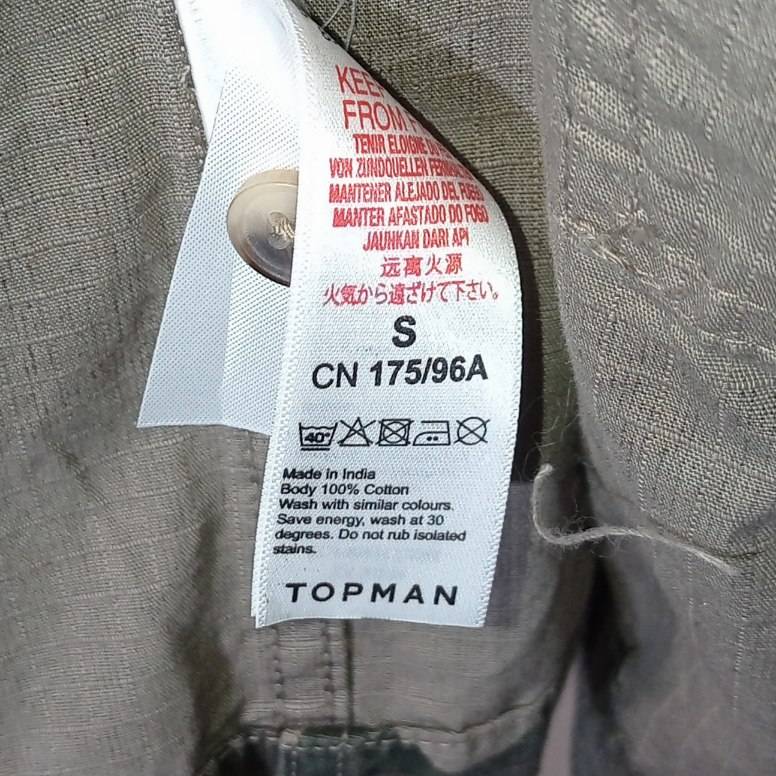 KEEP
FROM
TENIR ELOIGNE DU
VON ZUNDQUELLEN
MANTENER ALEJADO DEL FUEGO
MANTER AFASTADO DO FOGO
JAUHKAN DARI API
远离火源
火気から遠ざけて下さい。
S
CN 175/96A
40°
Made in India
Body 100% Cotton
Wash with similar colours.
Save energy, wash at 30
degrees. Do not rub isolated
stains.
TOPMAN